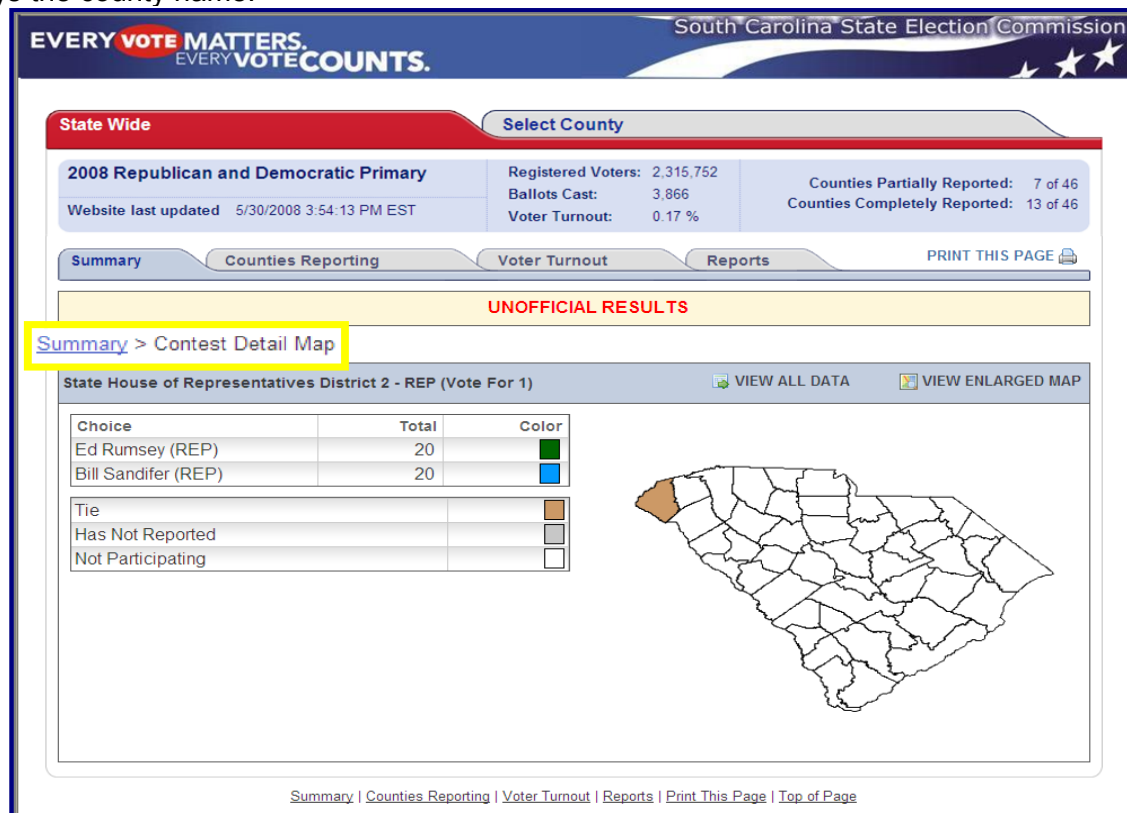 the county name.
EVERY VOTE MATTERS.
EVERY VOTE COUNTS.
South Carolina State Election Commission
State Wide
Select County
2008 Republican and Democratic Primary
Website last updated 5/30/2008 3:54:13 PM EST
Registered Voters: 2,315,752
Ballots Cast: 3,866
Voter Turnout: 0.17 %
Counties Partially Reported: 7 of 46
Counties Completely Reported: 13 of 46
Summary Counties Reporting Voter Turnout Reports PRINT THIS PAGE
UNOFFICIAL RESULTS
Summary > Contest Detail Map
State House of Representatives District 2 - REP (Vote For 1) VIEW ALL DATA VIEW ENLARGED MAP
Choice Total Color
Ed Rumsey (REP) 20
Bill Sandifer (REP) 20
Tie
Has Not Reported
Not Participating
Summary | Counties Reporting | Voter Turnout | Reports | Print This Page | Top of Page